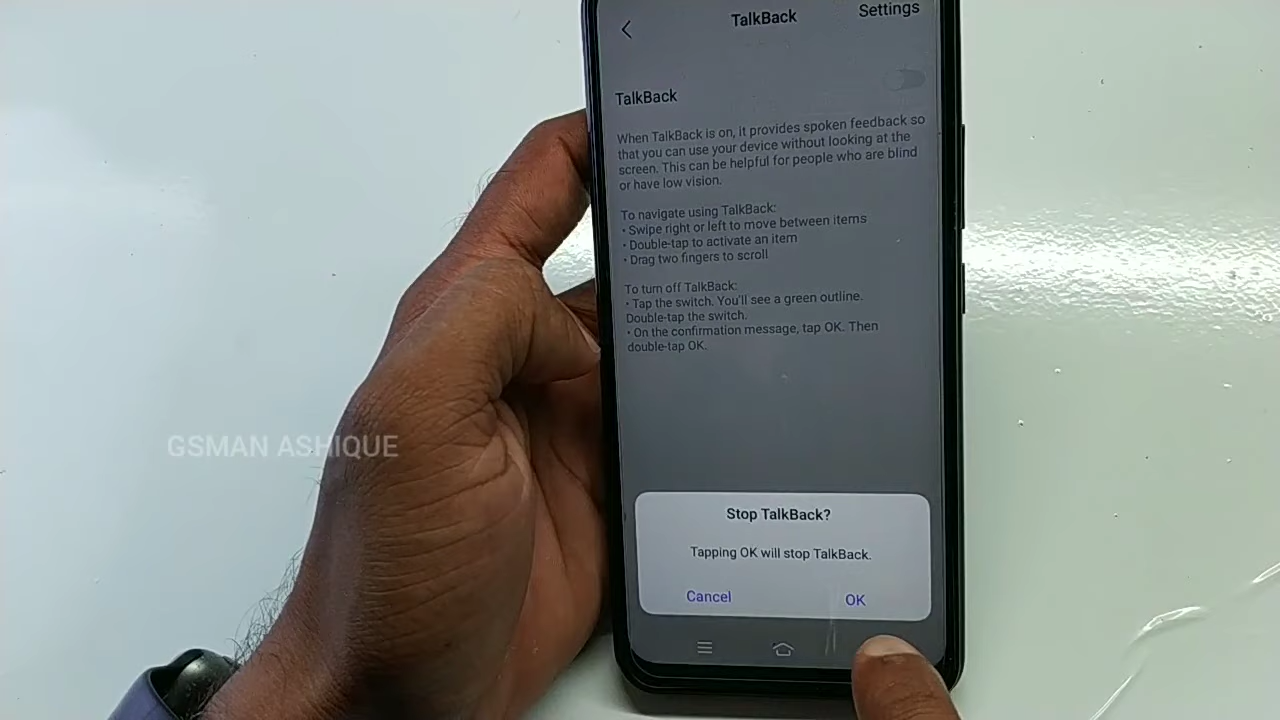 TalkBack
Settings
TalkBack
When TalkBack is on, it provides spoken feedback so
that you can use your device without looking at the
screen. This can be helpful for people who are blind
or have low vision.
To navigate using TalkBack:
• Swipe right or left to move between items
• Double-tap to activate an item
• Drag two fingers to scroll
To turn off TalkBack:
• Tap the switch. You'll see a green outline.
Double-tap the switch.
• On the confirmation message, tap OK. Then
double-tap OK.
GSMAN ASHIQUE
Stop TalkBack?
Tapping OK will stop TalkBack.
Cancel
OK